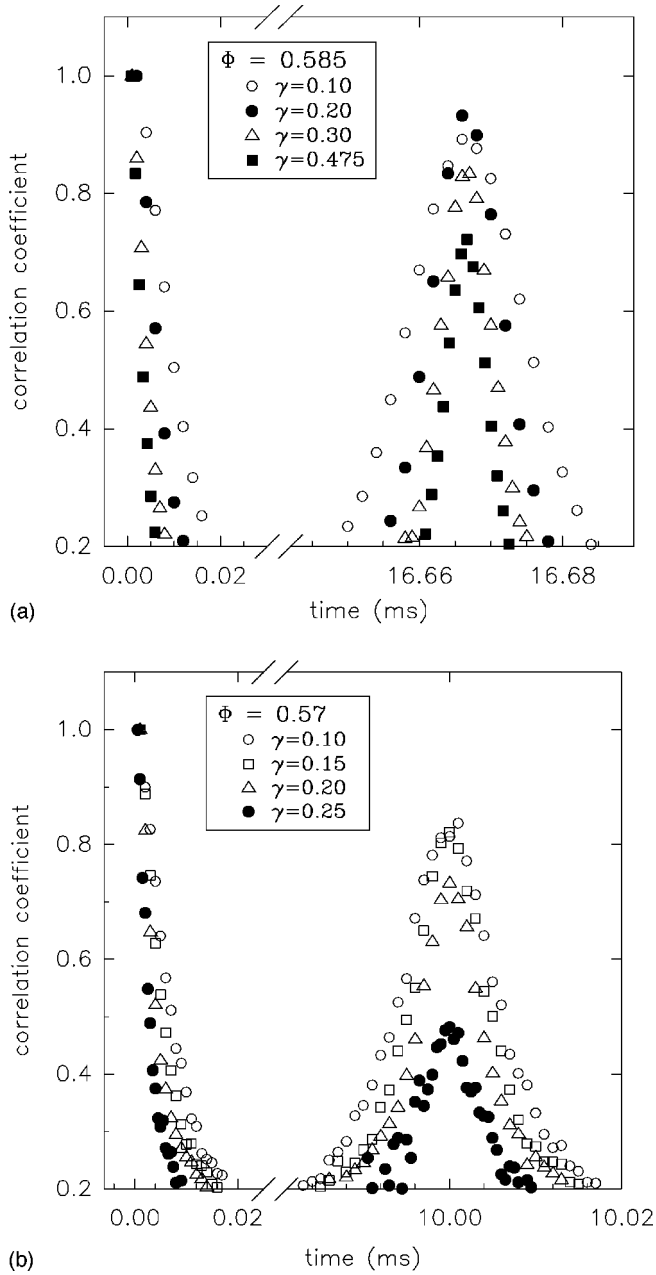 Φ = 0.585
γ=0.10
γ=0.20
γ=0.30
γ=0.475
correlation coefficient
1.0
0.8
0.6
0.4
0.2
0.00
0.02
16.66
16.68
time (ms)
(a)
Φ = 0.57
γ=0.10
γ=0.15
γ=0.20
γ=0.25
correlation coefficient
1.0
0.8
0.6
0.4
0.2
0.00
0.02
10.00
10.02
time (ms)
(b)